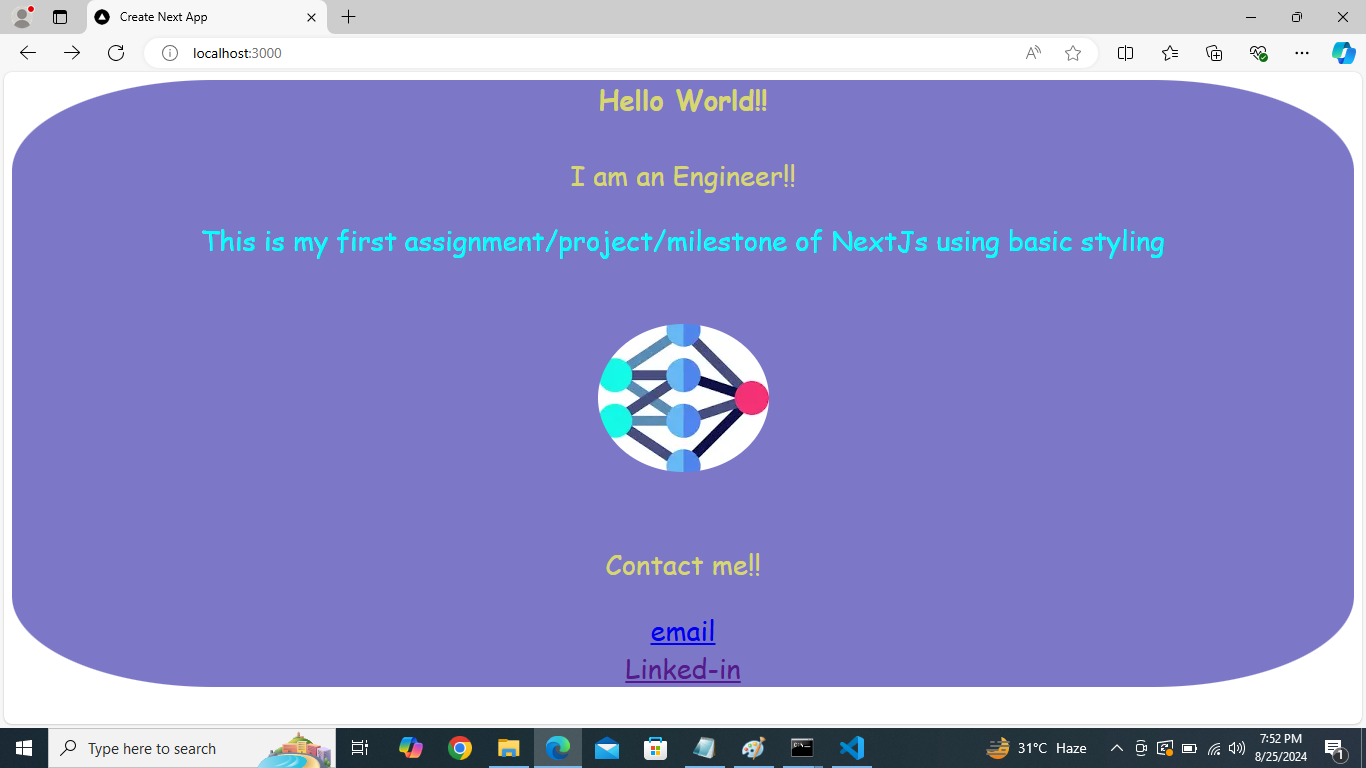 Create Next App
localhost:3000
Hello World!!
I am an Engineer!!
This is my first assignment/project/milestone of NextJs using basic styling
Contact me!!
email
Linked-in
Type here to search
31°C Haze
7:52 PM
8/25/2024
1